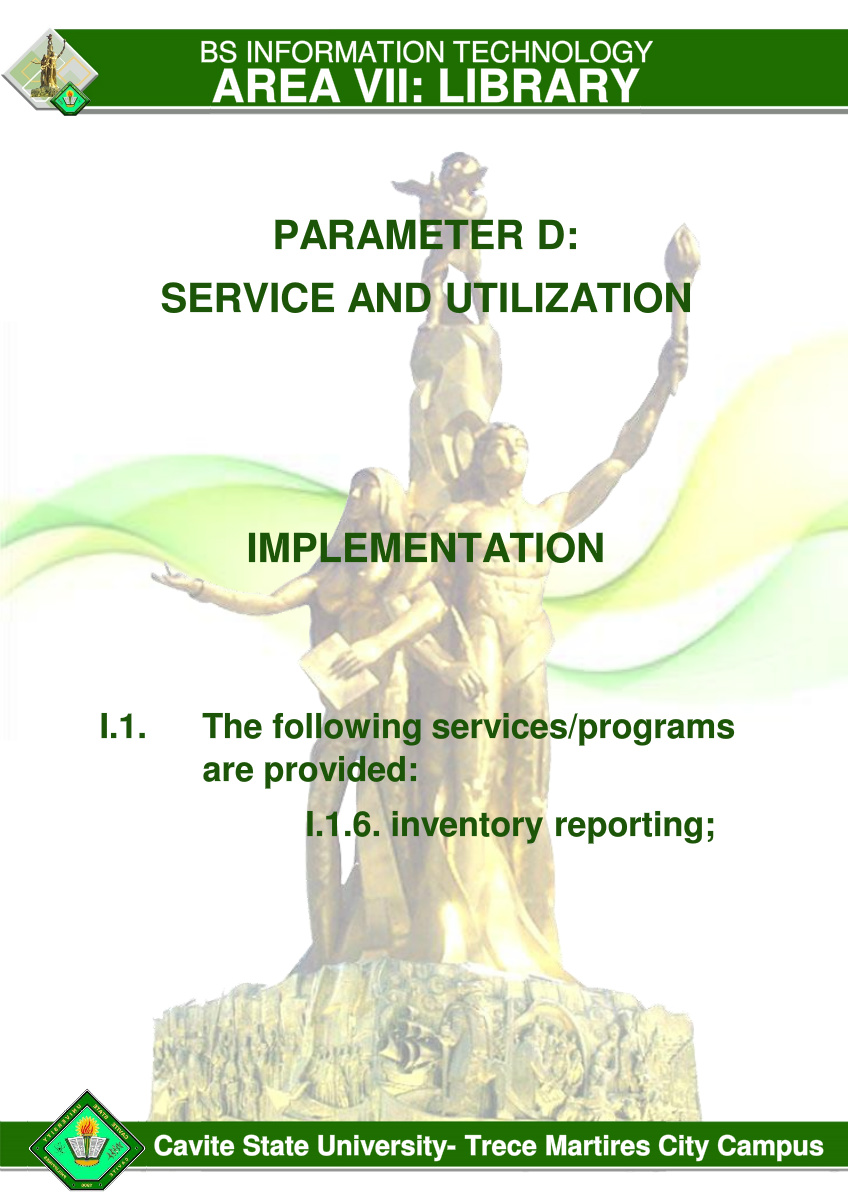 BS INFORMATION TECHNOLOGY
AREA VII: LIBRARY
PARAMETER D:
SERVICE AND UTILIZATION
IMPLEMENTATION
I.1. The following services/programs
are provided:
I.1.6. inventory reporting;
Cavite State University- Trece Martires City Campus